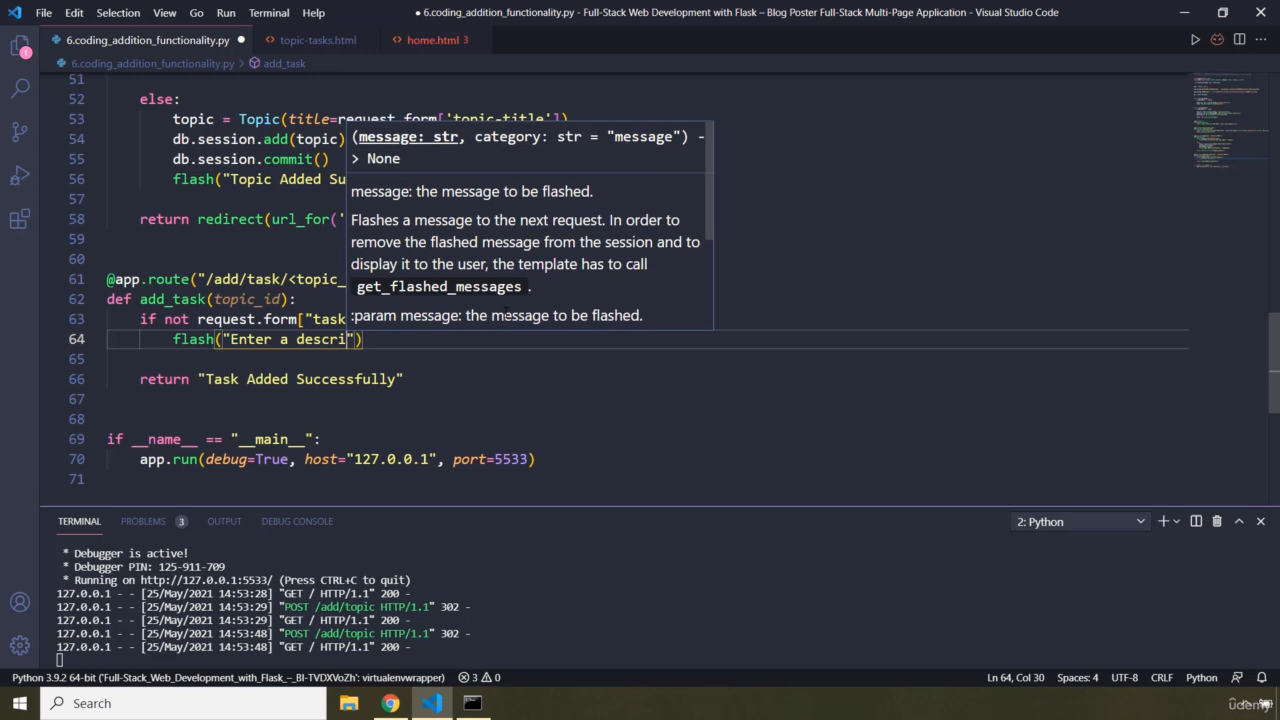 File Edit Selection View Go Run Terminal Help ● 6.coding_addition_functionality.py - Full-Stack Web Development with Flask – Blog Poster Full-Stack Multi-Page Application - Visual Studio Code
6.coding_addition_functionality.py ● topic-tasks.html home.html 3
6.coding_addition_functionality.py > add_task
51
52 else:
53 topic = Topic(title=request.form['topic-title'])
54 db.session.add(topic)
55 db.session.commit()
56 flash("Topic Added Su
57
58 return redirect(url_for('
59
60
61 @app.route("/add/task/<topic_
62 def add_task(topic_id):
63 if not request.form["task
64 flash("Enter a descri")
65
66 return "Task Added Successfully"
67
68
69 if __name__ == "__main__":
70 app.run(debug=True, host="127.0.0.1", port=5533)
71
(message: str, category: str = "message") -
> None
message: the message to be flashed.
Flashes a message to the next request. In order to
remove the flashed message from the session and to
display it to the user, the template has to call
get_flashed_messages .
:param message: the message to be flashed.
TERMINAL PROBLEMS 3 OUTPUT DEBUG CONSOLE 2: Python
* Debugger is active!
* Debugger PIN: 125-911-709
* Running on http://127.0.0.1:5533/ (Press CTRL+C to quit)
127.0.0.1 - - [25/May/2021 14:53:28] "GET / HTTP/1.1" 200 -
127.0.0.1 - - [25/May/2021 14:53:29] "POST /add/topic HTTP/1.1" 302 -
127.0.0.1 - - [25/May/2021 14:53:29] "GET / HTTP/1.1" 200 -
127.0.0.1 - - [25/May/2021 14:53:48] "POST /add/topic HTTP/1.1" 302 -
127.0.0.1 - - [25/May/2021 14:53:48] "GET / HTTP/1.1" 200 -
Python 3.9.2 64-bit ('Full-Stack_Web_Development_with_Flask_–_Bl-TVDXVoZh': virtualenvwrapper) 3 0 Ln 64, Col 30 Spaces: 4 UTF-8 CRLF Python
Search
udemy